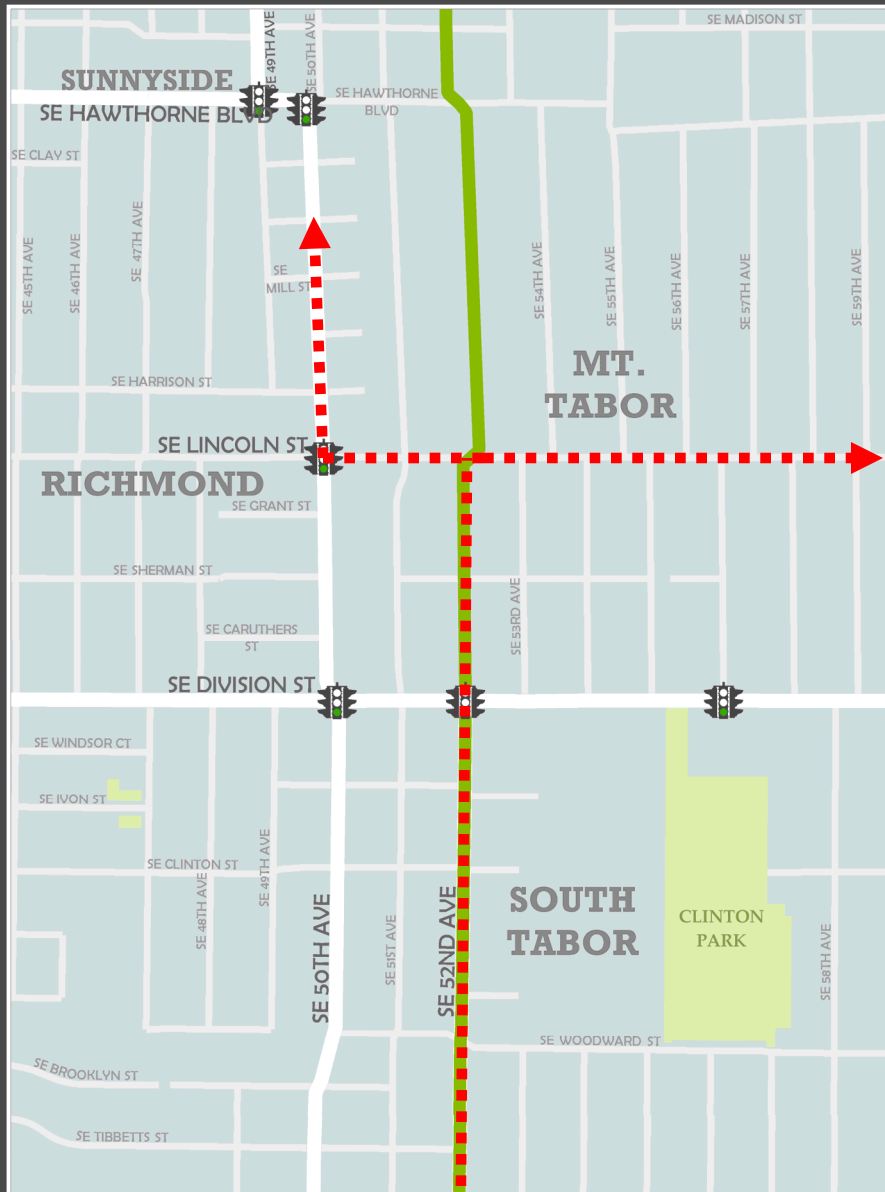 SE MADISON ST
SE 49TH AVE
SE 50TH AVE
SUNNYSIDE
SE HAWTHORNE BLVD
SE HAWTHORNE
BLVD
SE CLAY ST
SE 45TH AVE
SE 46TH AVE
SE 47TH AVE
SE
MILL ST
SE 54TH AVE
SE 55TH AVE
SE 56TH AVE
SE 57TH AVE
SE 59TH AVE
MT.
TABOR
SE HARRISON ST
SE LINCOLN ST
RICHMOND
SE GRANT ST
SE SHERMAN ST
SE 53RD AVE
SE CARUTHERS
ST
SE DIVISION ST
SE WINDSOR CT
SE IVON ST
SE CLINTON ST
SE 48TH AVE
SE 49TH AVE
SE 50TH AVE
SE 51ST AVE
SE 52ND AVE
SOUTH
TABOR
CLINTON
PARK
SE 58TH AVE
SE WOODWARD ST
SE BROOKLYN ST
SE TIBBETTS ST